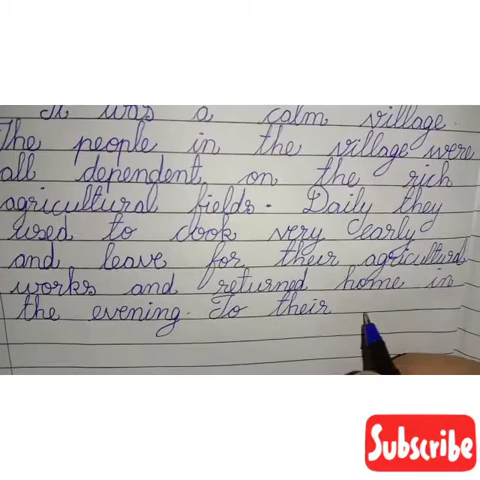 It was a calm village.
The people in the village were
all dependent on the rich
agricultural fields. Daily they
used to cook very early
and leave for their agricultural
works and returned home in
the evening. To their
Subscribe